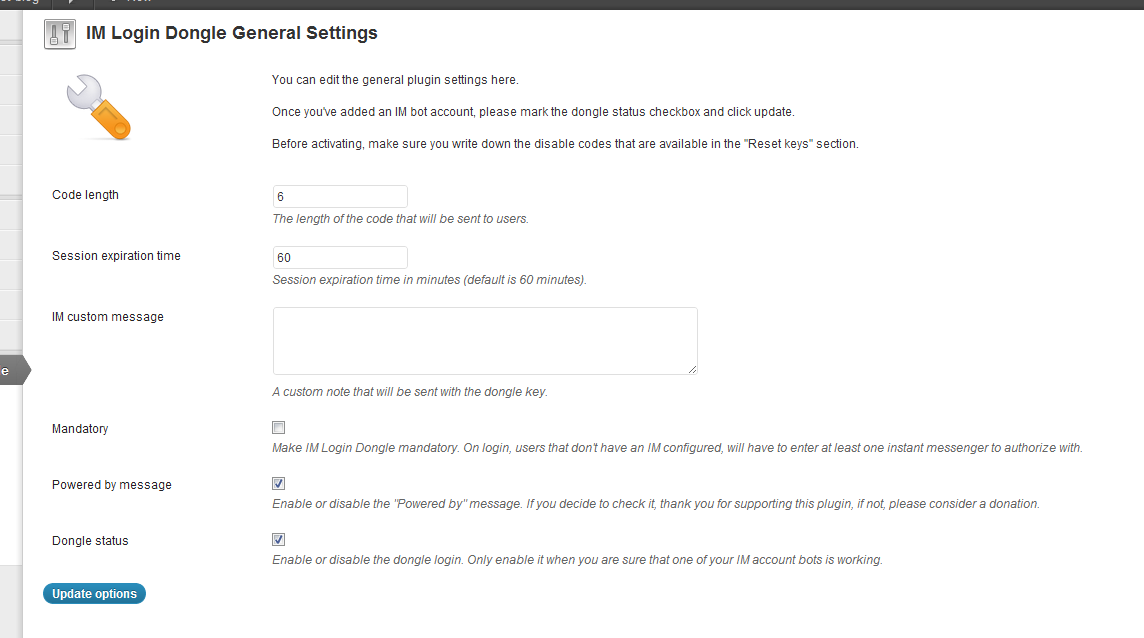 IM Login Dongle General Settings
You can edit the general plugin settings here.
Once you've added an IM bot account, please mark the dongle status checkbox and click update.
Before activating, make sure you write down the disable codes that are available in the "Reset keys" section.
Code length
6
The length of the code that will be sent to users.
Session expiration time
60
Session expiration time in minutes (default is 60 minutes).
IM custom message
e
A custom note that will be sent with the dongle key.
Mandatory
Make IM Login Dongle mandatory. On login, users that don't have an IM configured, will have to enter at least one instant messenger to authorize with.
Powered by message
Enable or disable the "Powered by" message. If you decide to check it, thank you for supporting this plugin, if not, please consider a donation.
Dongle status
Enable or disable the dongle login. Only enable it when you are sure that one of your IM account bots is working.
Update options